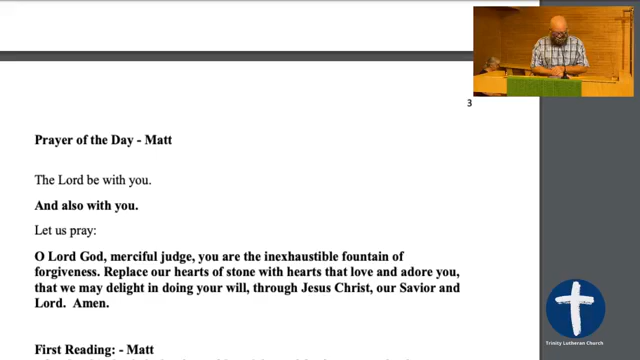 3
Prayer of the Day - Matt
The Lord be with you.
And also with you.
Let us pray:
O Lord God, merciful judge, you are the inexhaustible fountain of
forgiveness. Replace our hearts of stone with hearts that love and adore you,
that we may delight in doing your will, through Jesus Christ, our Savior and
Lord. Amen.
Trinity Lutheran Church
First Reading: - Matt